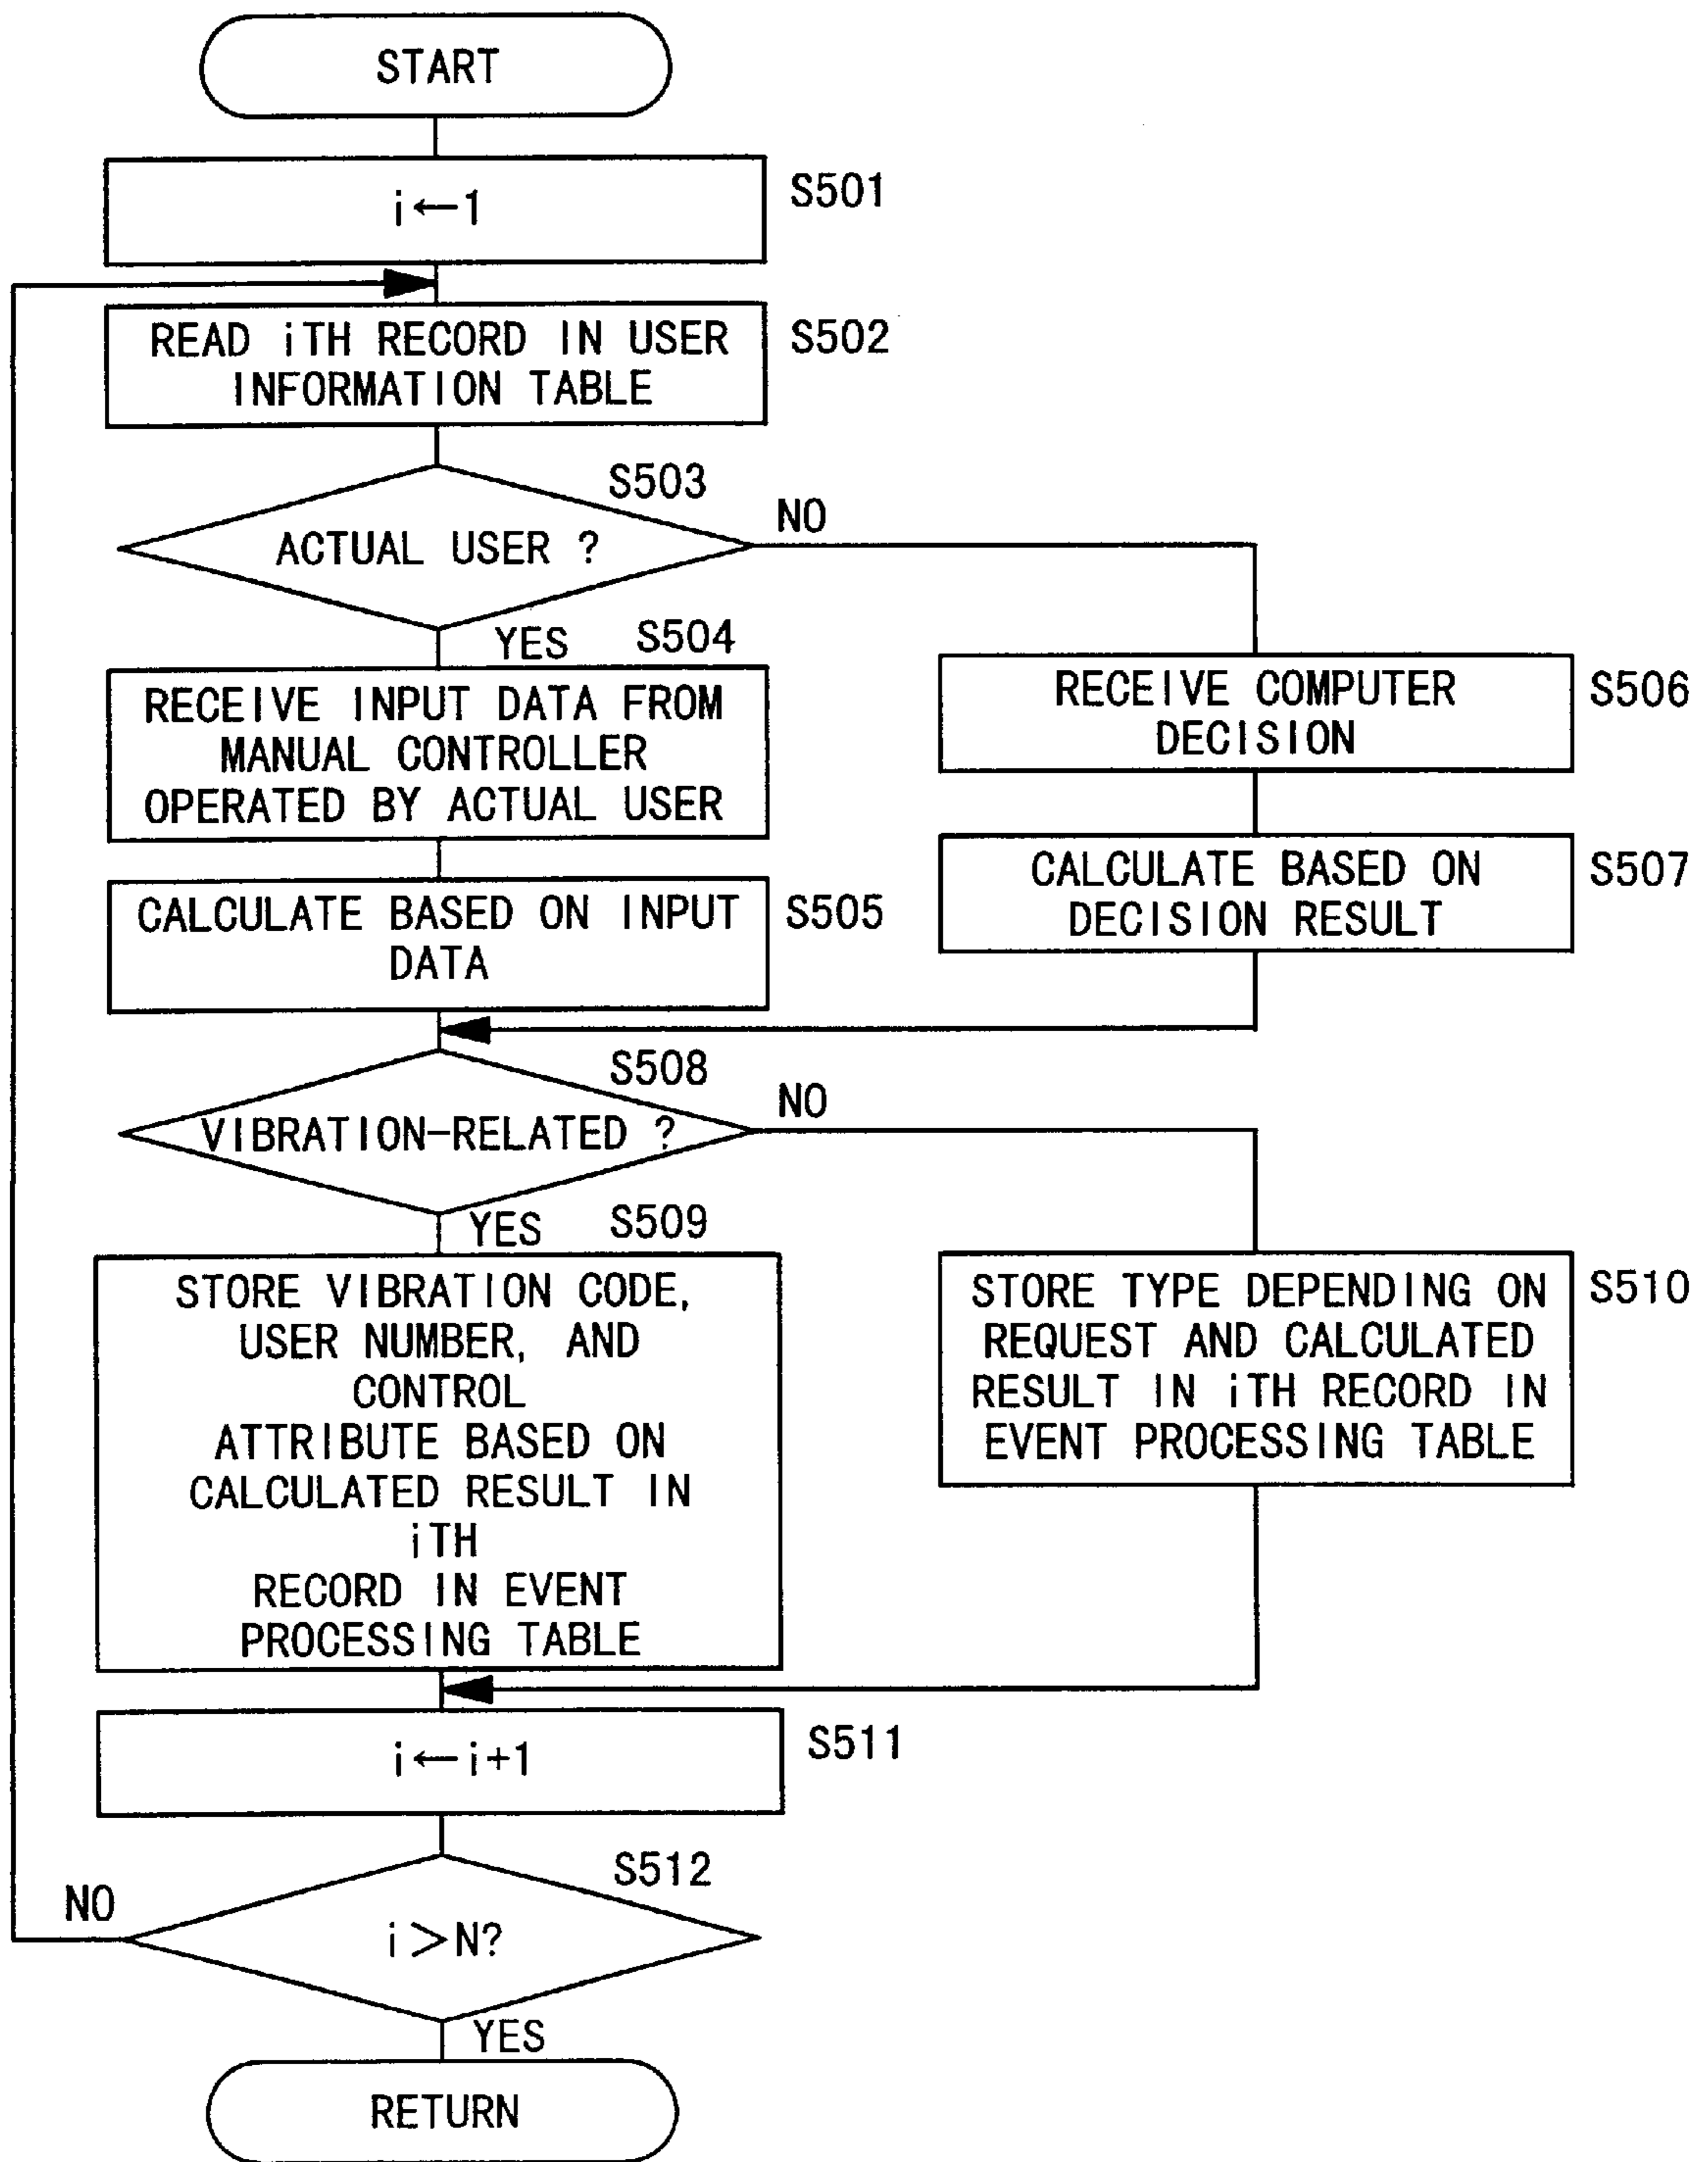 START
i←1
S501
READ iTH RECORD IN USER
INFORMATION TABLE
S502
S503
ACTUAL USER ?
NO
YES
S504
RECEIVE INPUT DATA FROM
MANUAL CONTROLLER
OPERATED BY ACTUAL USER
RECEIVE COMPUTER
DECISION
S506
CALCULATE BASED ON INPUT
DATA
S505
CALCULATE BASED ON
DECISION RESULT
S507
S508
VIBRATION-RELATED ?
NO
YES
S509
STORE VIBRATION CODE,
USER NUMBER, AND
CONTROL
ATTRIBUTE BASED ON
CALCULATED RESULT IN
iTH
RECORD IN EVENT
PROCESSING TABLE
STORE TYPE DEPENDING ON
REQUEST AND CALCULATED
RESULT IN iTH RECORD IN
EVENT PROCESSING TABLE
S510
i←i+1
S511
S512
NO
i>N?
YES
RETURN